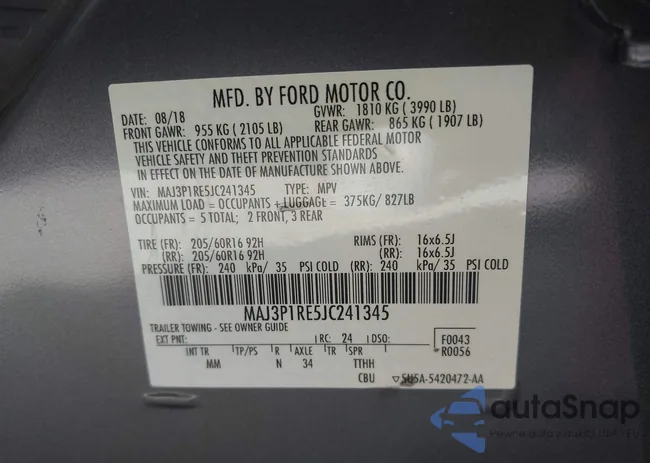 MFD. BY FORD MOTOR CO.
DATE: 08/18 GVWR: 1810 KG ( 3990 LB)
FRONT GAWR: 955 KG ( 2105 LB) REAR GAWR: 865 KG ( 1907 LB)
THIS VEHICLE CONFORMS TO ALL APPLICABLE FEDERAL MOTOR
VEHICLE SAFETY AND THEFT PREVENTION STANDARDS
IN EFFECT ON THE DATE OF MANUFACTURE SHOWN ABOVE.
VIN: MAJ3P1RE5JC241345 TYPE: MPV
MAXIMUM LOAD = OCCUPANTS + LUGGAGE = 375KG/ 827LB
OCCUPANTS = 5 TOTAL; 2 FRONT, 3 REAR
TIRE (FR): 205/60R16 92H RIMS (FR): 16x6.5J
(RR): 205/60R16 92H (RR): 16x6.5J
PRESSURE (FR): 240 kPa/ 35 PSI COLD (RR): 240 kPa/ 35 PSI COLD
MAJ3P1RE5JC241345
TRAILER TOWING - SEE OWNER GUIDE
EXT PNT: RC: 24 DSO: F0043
R0056
INT TR TP/PS R AXLE TR SPR
MM N 34 TTHH
CBU SU5A-5420472-AA
autoSnap